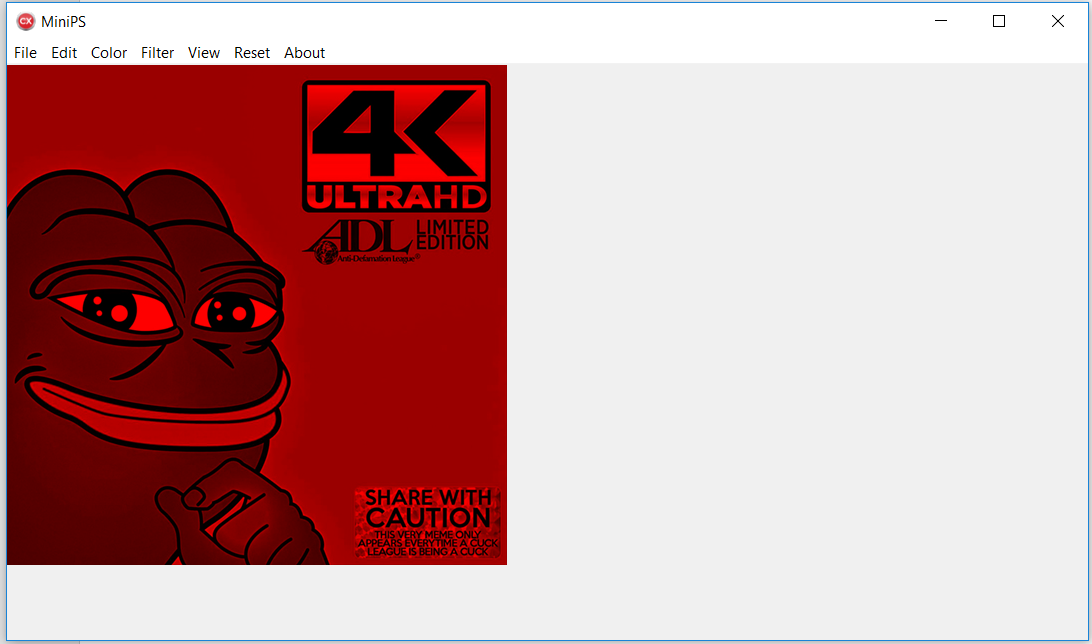 CX MiniPS
File Edit Color Filter View Reset About
4K
ULTRAHD
ADL LIMITED
EDITION
Anti-Defamation League®
SHARE WITH
CAUTION
THIS VERY MEME ONLY
APPEARS EVERYTIME A CUCK
LEAGUE IS BEING A CUCK